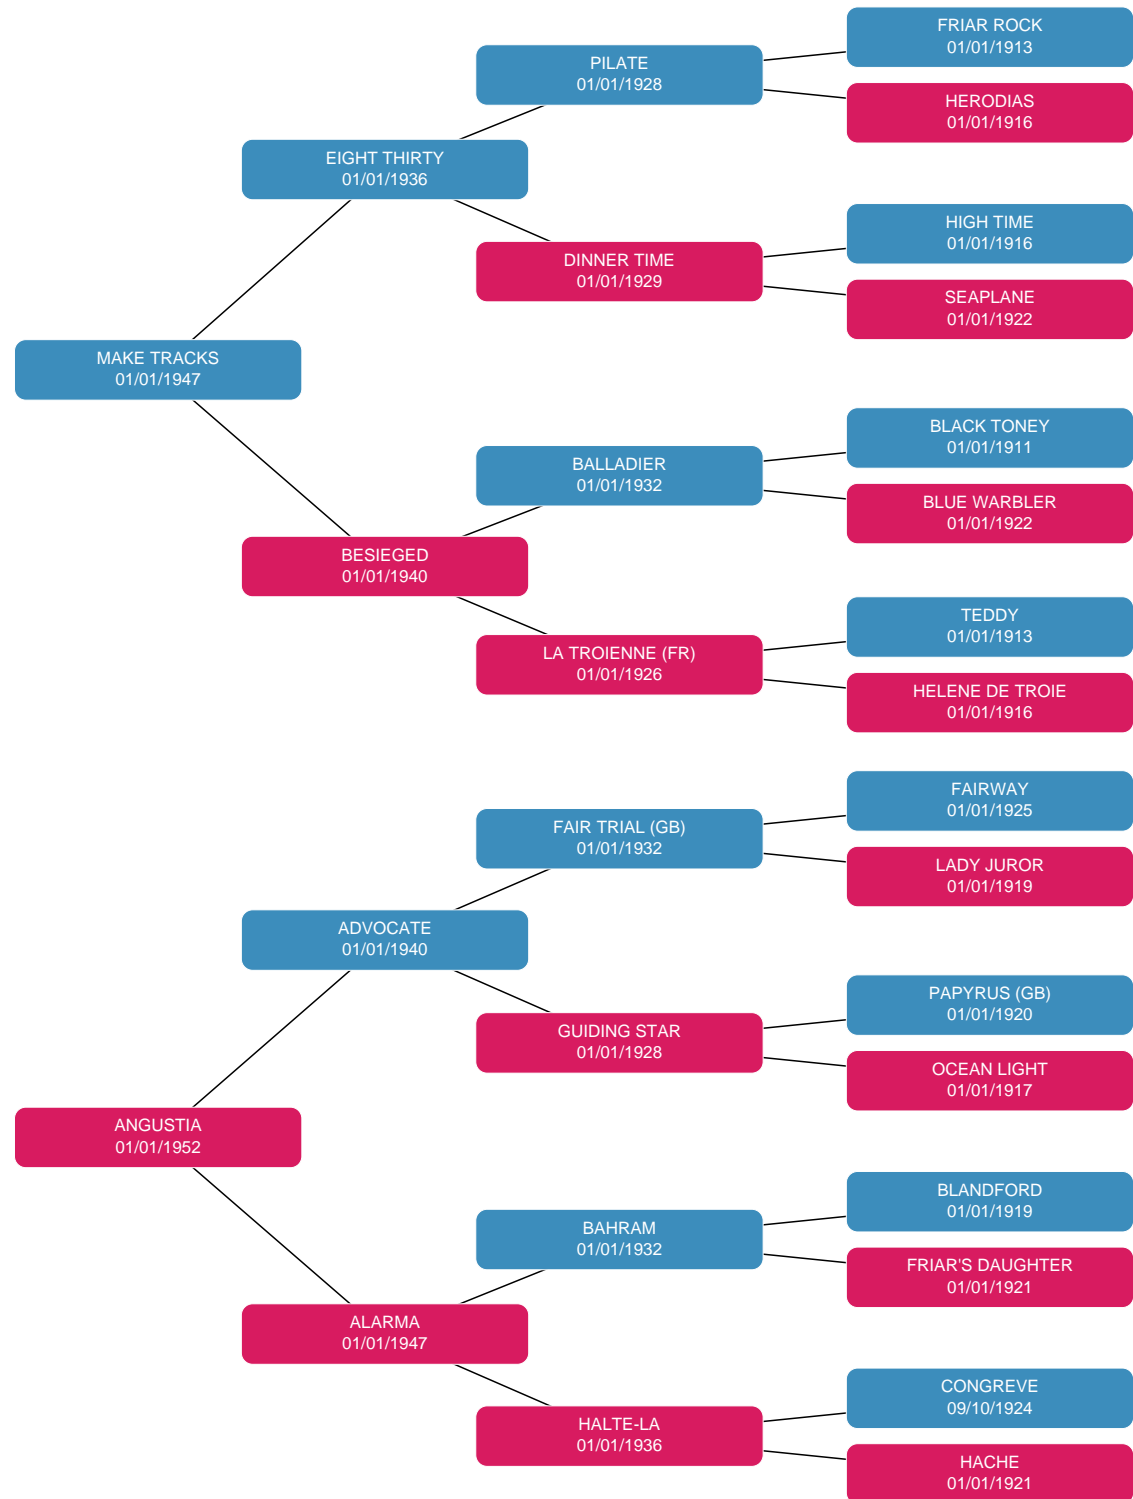 FRIAR ROCK
01/01/1913
PILATE
01/01/1928
HERODIAS
01/01/1916
EIGHT THIRTY
01/01/1936
HIGH TIME
01/01/1916
DINNER TIME
01/01/1929
SEAPLANE
01/01/1922
MAKE TRACKS
01/01/1947
BLACK TONEY
01/01/1911
BALLADIER
01/01/1932
BLUE WARBLER
01/01/1922
BESIEGED
01/01/1940
TEDDY
01/01/1913
LA TROIENNE (FR)
01/01/1926
HELENE DE TROIE
01/01/1916
FAIRWAY
01/01/1925
FAIR TRIAL (GB)
01/01/1932
LADY JUROR
01/01/1919
ADVOCATE
01/01/1940
PAPYRUS (GB)
01/01/1920
GUIDING STAR
01/01/1928
OCEAN LIGHT
01/01/1917
ANGUSTIA
01/01/1952
BLANDFORD
01/01/1919
BAHRAM
01/01/1932
FRIAR'S DAUGHTER
01/01/1921
ALARMA
01/01/1947
CONGREVE
09/10/1924
HALTE-LA
01/01/1936
HACHE
01/01/1921